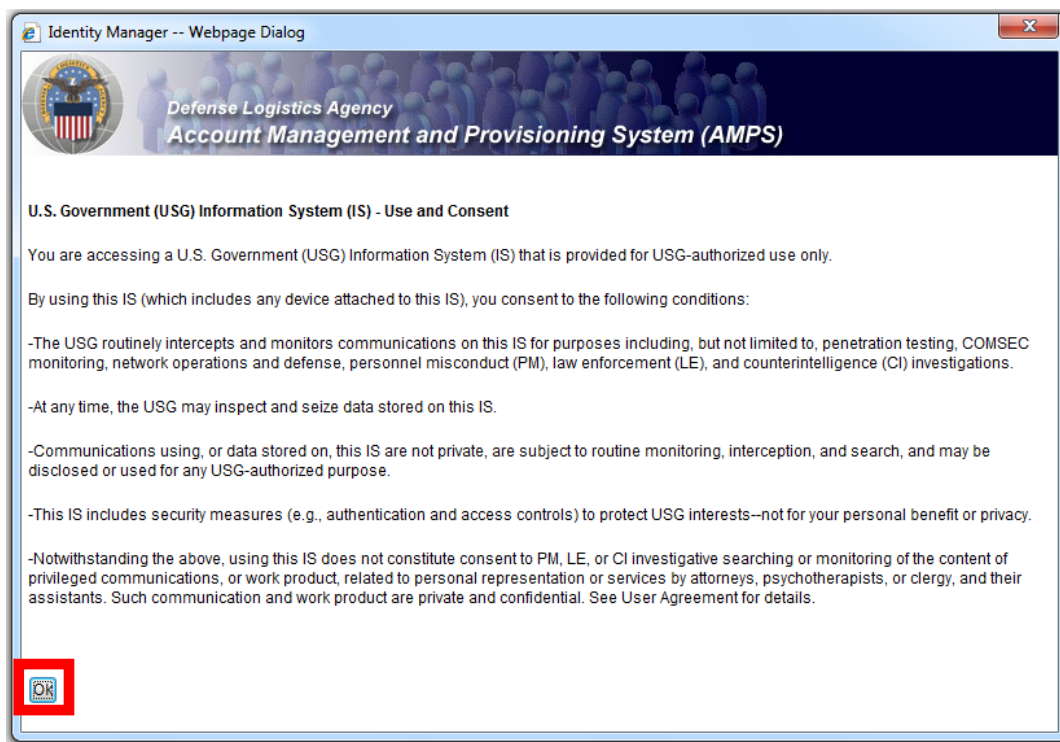 Identity Manager -- Webpage Dialog
x
Defense Logistics Agency
Account Management and Provisioning System (AMPS)
U.S. Government (USG) Information System (IS) - Use and Consent
You are accessing a U.S. Government (USG) Information System (IS) that is provided for USG-authorized use only.
By using this IS (which includes any device attached to this IS), you consent to the following conditions:
-The USG routinely intercepts and monitors communications on this IS for purposes including, but not limited to, penetration testing, COMSEC
monitoring, network operations and defense, personnel misconduct (PM), law enforcement (LE), and counterintelligence (CI) investigations.
-At any time, the USG may inspect and seize data stored on this IS.
-Communications using, or data stored on, this IS are not private, are subject to routine monitoring, interception, and search, and may be
disclosed or used for any USG-authorized purpose.
-This IS includes security measures (e.g., authentication and access controls) to protect USG interests--not for your personal benefit or privacy.
-Notwithstanding the above, using this IS does not constitute consent to PM, LE, or CI investigative searching or monitoring of the content of
privileged communications, or work product, related to personal representation or services by attorneys, psychotherapists, or clergy, and their
assistants. Such communication and work product are private and confidential. See User Agreement for details.
OK